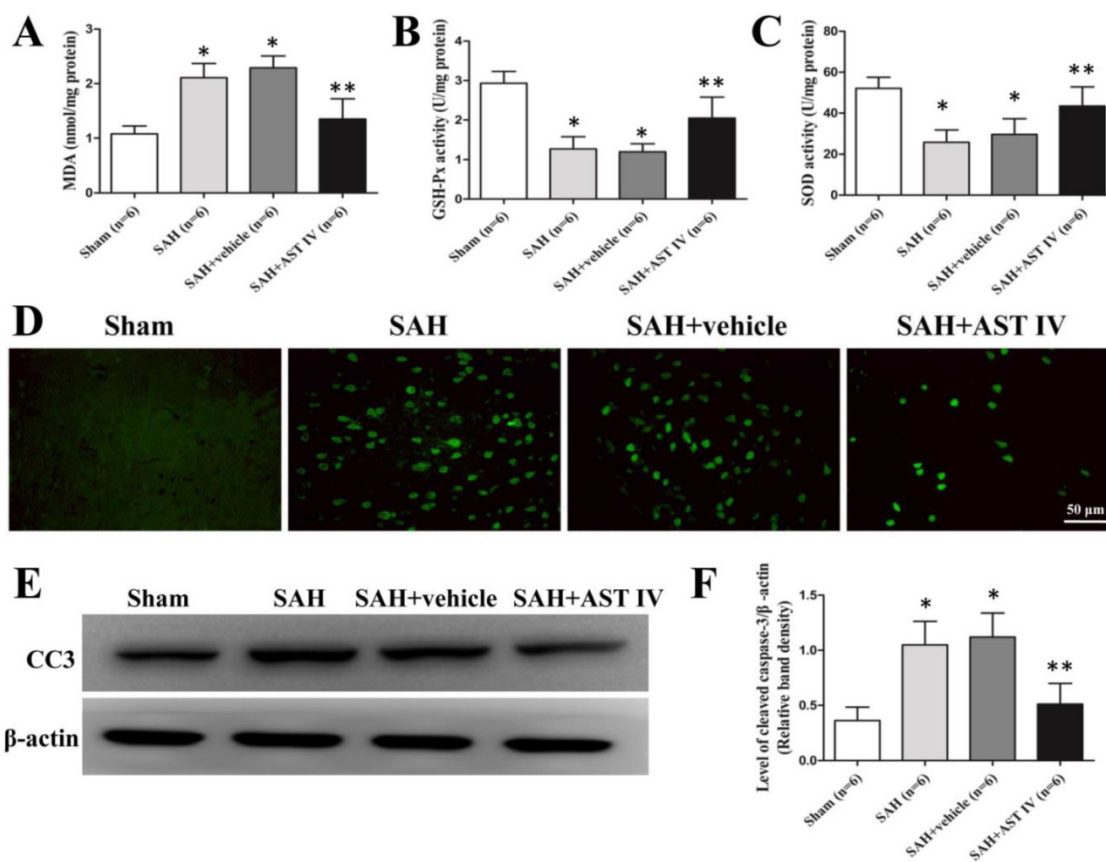 A
MDA (nmol/mg protein)
3
2
1
0
*
*
**
Sham (n=6)
SAH (n=6)
SAH+vehicle (n=6)
SAH+AST IV (n=6)
B
GSH-Px activity (U/mg protein)
4
3
2
1
0
*
*
**
Sham (n=6)
SAH (n=6)
SAH+vehicle (n=6)
SAH+AST IV (n=6)
C
SOD activity (U/mg protein)
80
60
40
20
0
*
*
**
Sham (n=6)
SAH (n=6)
SAH+vehicle (n=6)
SAH+AST IV (n=6)
D
Sham
SAH
SAH+vehicle
SAH+AST IV
50 μm
E
Sham
SAH
SAH+vehicle
SAH+AST IV
CC3
β-actin
F
Level of cleaved caspase-3/β -actin
(Relative band density)
1.5
1.0
0.5
0.0
*
*
**
Sham (n=6)
SAH (n=6)
SAH+vehicle (n=6)
SAH+AST IV (n=6)